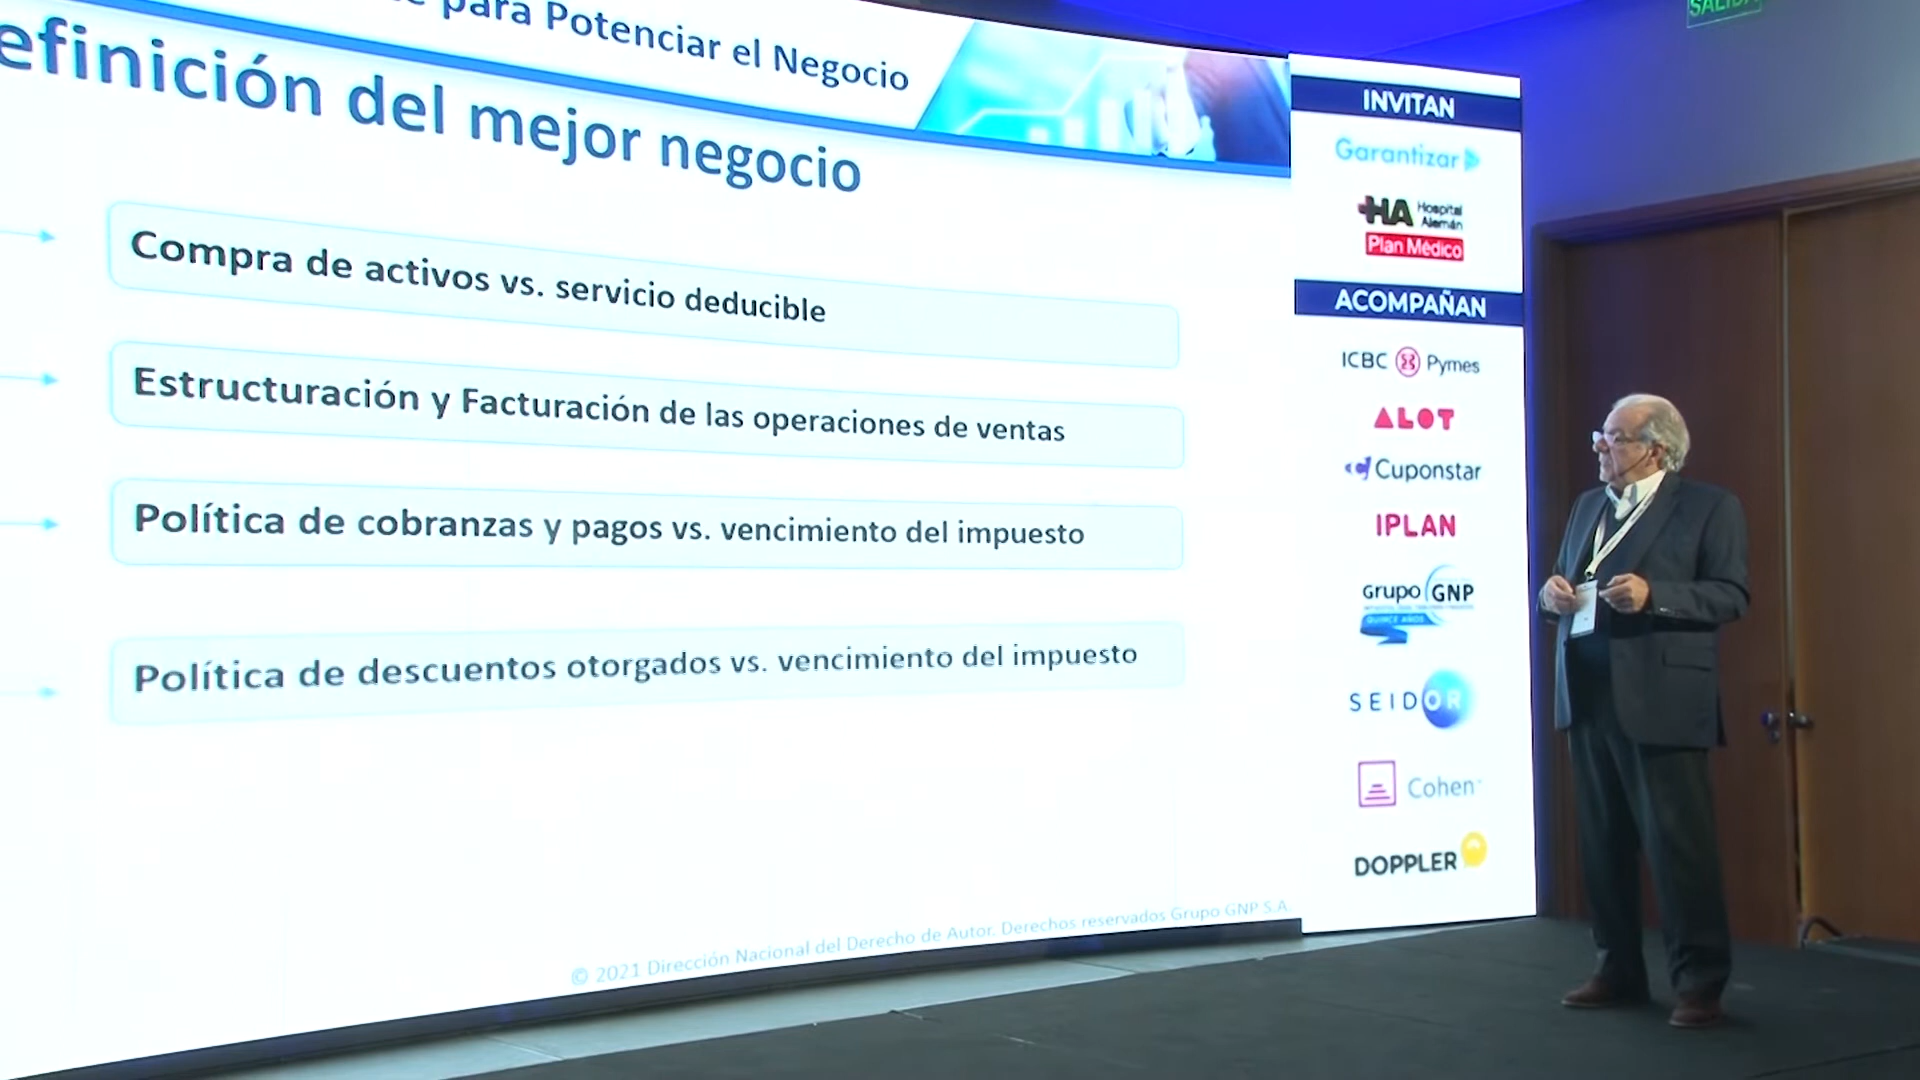 para Potenciar el Negocio
efinición del mejor negocio
Compra de activos vs. servicio deducible
Estructuración y Facturación de las operaciones de ventas
Política de cobranzas y pagos vs. vencimiento del impuesto
Política de descuentos otorgados vs. vencimiento del impuesto
© 2021 Dirección Nacional del Derecho de Autor. Derechos reservados Grupo GNP S.A.
INVITAN
Garantizar
HA Hospital Alemán
Plan Médico
ACOMPAÑAN
ICBC Pymes
ALOT
Cuponstar
IPLAN
Grupo GNP
QUINCE AÑOS
SEIDOR
Cohen
DOPPLER
SALIDA